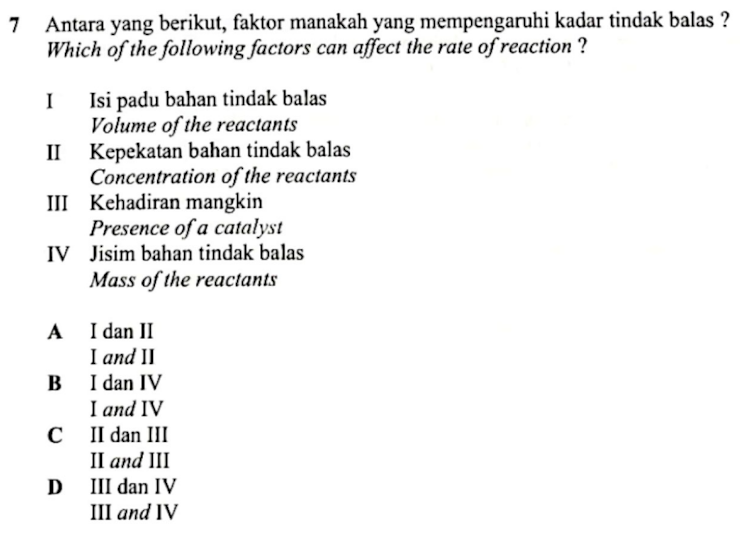 7 Antara yang berikut, faktor manakah yang mempengaruhi kadar tindak balas ?
Which of the following factors can affect the rate of reaction ?
I Isi padu bahan tindak balas
Volume of the reactants
II Kepekatan bahan tindak balas
Concentration of the reactants
III Kehadiran mangkin
Presence of a catalyst
IV Jisim bahan tindak balas
Mass of the reactants
A I dan II
I and II
B I dan IV
I and IV
C II dan III
II and III
D III dan IV
III and IV